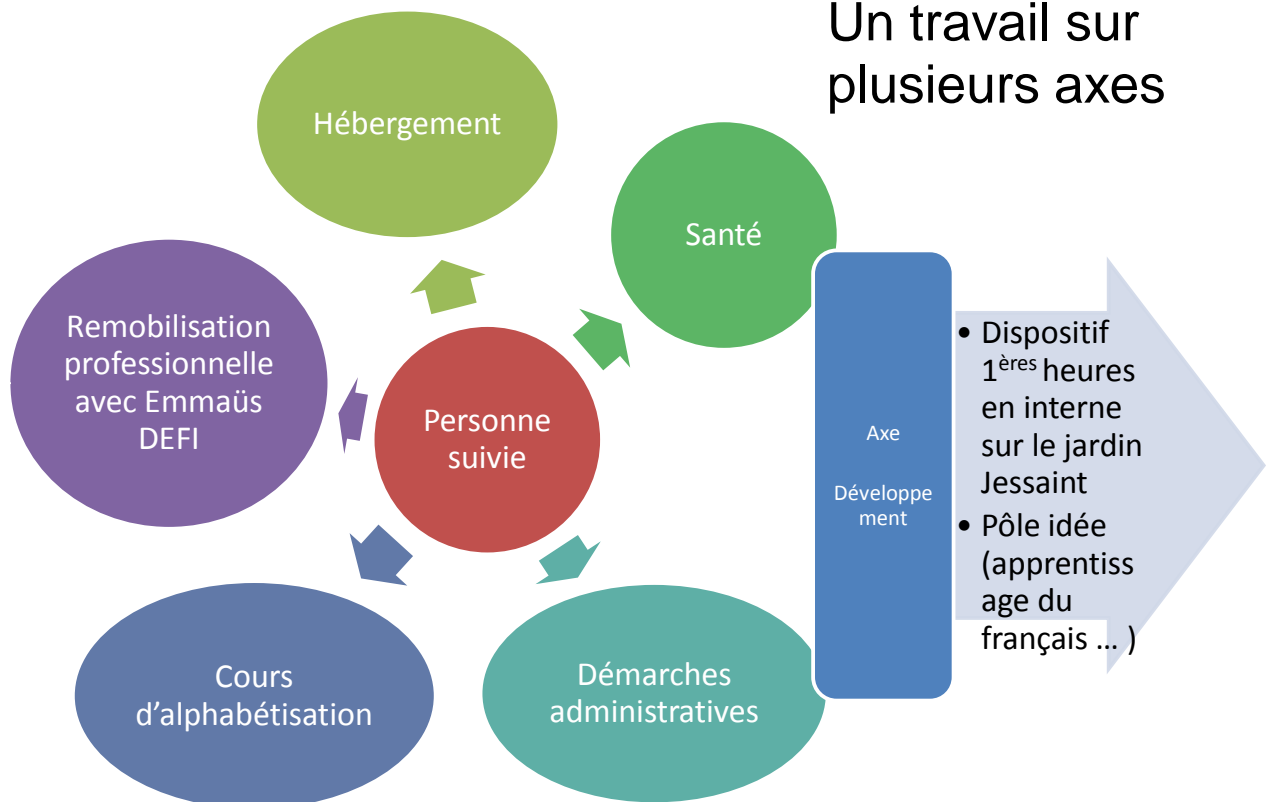 Un travail sur
plusieurs axes
Hébergement
Santé
Remobilisation
professionnelle
avec Emmaüs
DEFI
Personne
suivie
Cours
d’alphabétisation
Démarches
administratives
Axe
Développe
ment
• Dispositif
1ères heures
en interne
sur le jardin
Jessaint
• Pôle idée
(apprentiss
age du
français … )